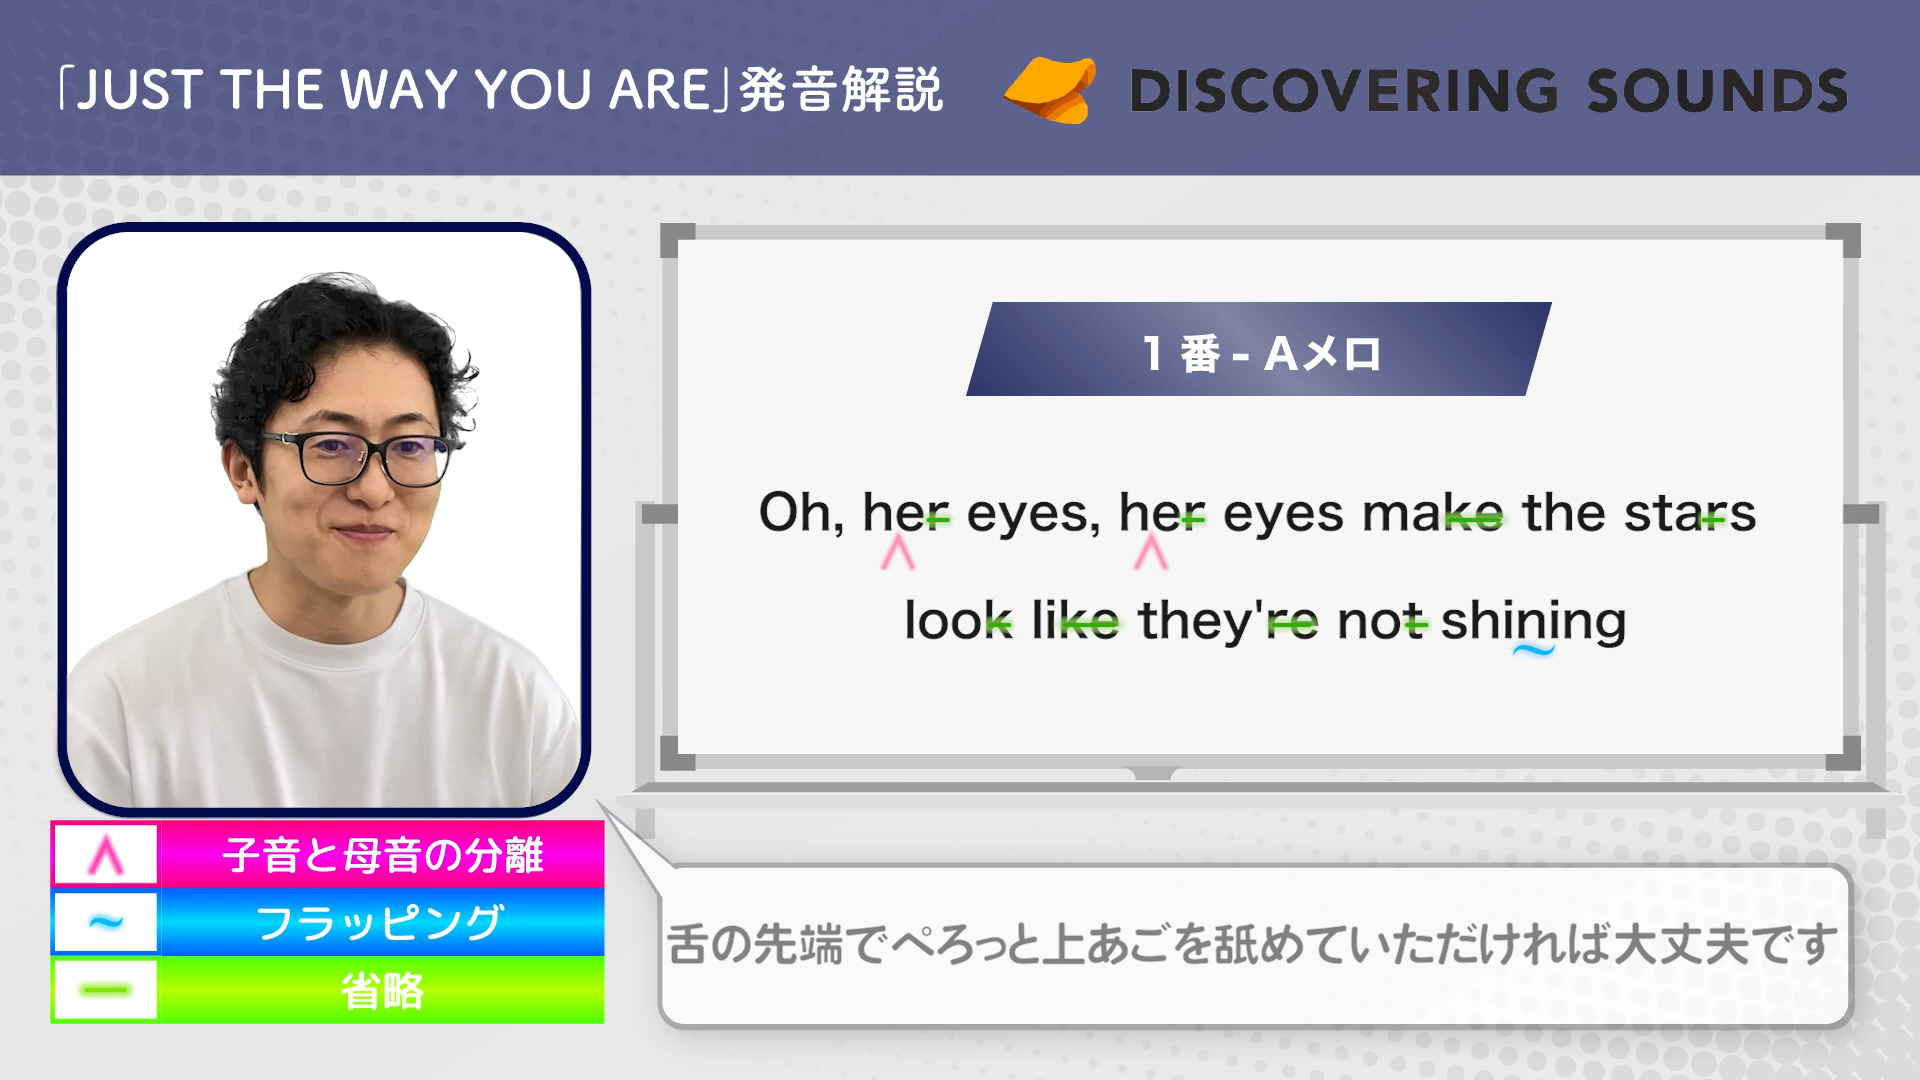 「JUST THE WAY YOU ARE」発音解説
DISCOVERING SOUNDS
1番 - Aメロ
Oh, her eyes, her eyes make the stars
look like they're not shining
子音と母音の分離
フラッピング
省略
舌の先端でぺろっと上あごを舐めていただければ大丈夫です